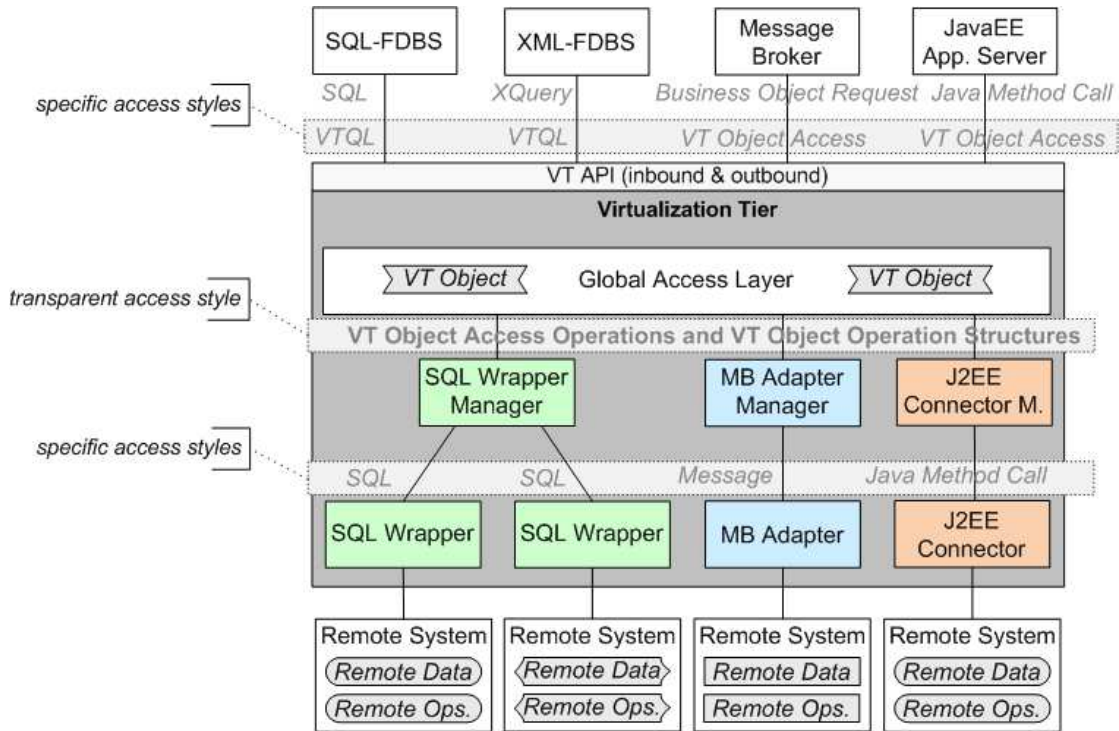 SQL-FDBS
XML-FDBS
Message
Broker
JavaEE
App. Server
specific access styles
SQL
XQuery
Business Object Request
Java Method Call
VTQL
VTQL
VT Object Access
VT Object Access
VT API (inbound & outbound)
Virtualization Tier
VT Object
Global Access Layer
VT Object
transparent access style
VT Object Access Operations and VT Object Operation Structures
SQL Wrapper
Manager
MB Adapter
Manager
J2EE
Connector M.
specific access styles
SQL
SQL
Message
Java Method Call
SQL Wrapper
SQL Wrapper
MB Adapter
J2EE
Connector
Remote System
Remote Data
Remote Ops.
Remote System
Remote Data
Remote Ops.
Remote System
Remote Data
Remote Ops.
Remote System
Remote Data
Remote Ops.